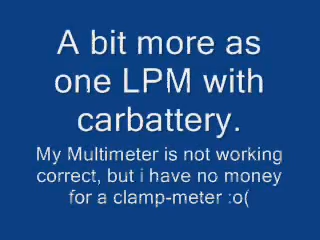 A bit more as
one LPM with
carbattery.
My Multimeter is not working
correct, but i have no money
for a clamp-meter :o(